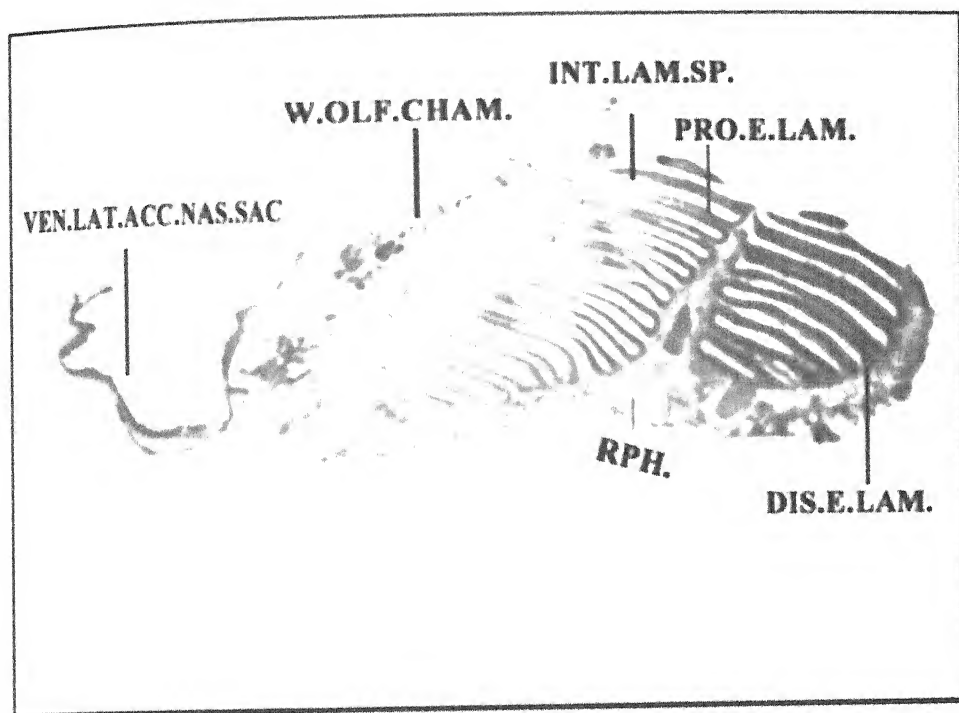 INT.LAM.SP.
W.OLF.CHAM.
PRO.E.LAM.
VEN.LAT.ACC.NAS.SAC
RPH.
DIS.E.LAM.